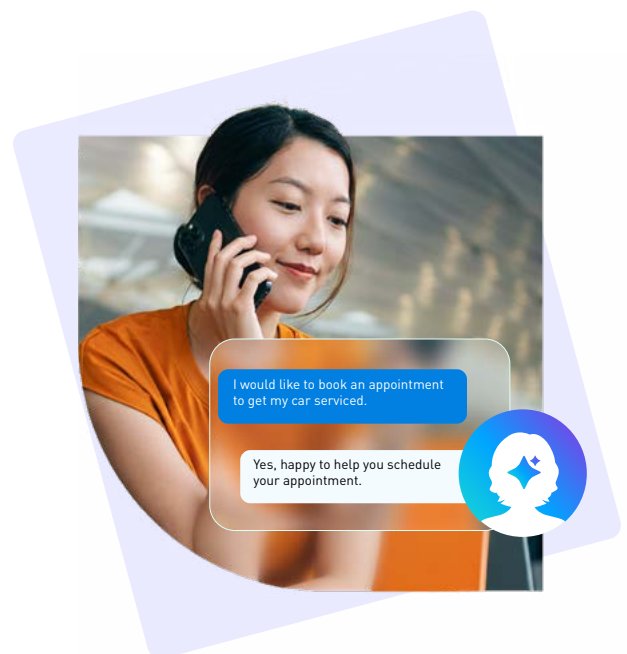 I would like to book an appointment
to get my car serviced.
Yes, happy to help you schedule
your appointment.